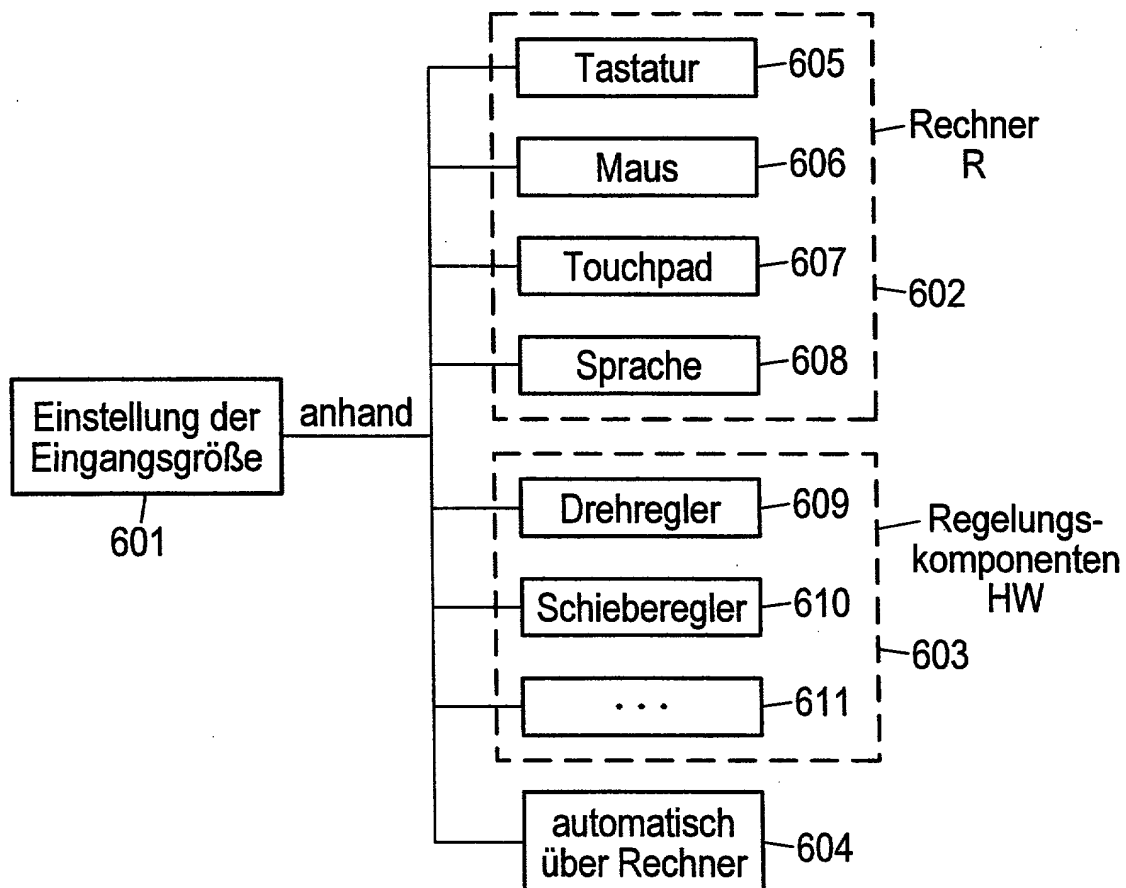 Tastatur
605
Maus
606
Touchpad
607
Sprache
608
Rechner
R
602
Einstellung der
Eingangsgröße
601
anhand
Drehregler
609
Schieberegler
610
. . .
611
Regelungs-
komponenten
HW
603
automatisch
über Rechner
604